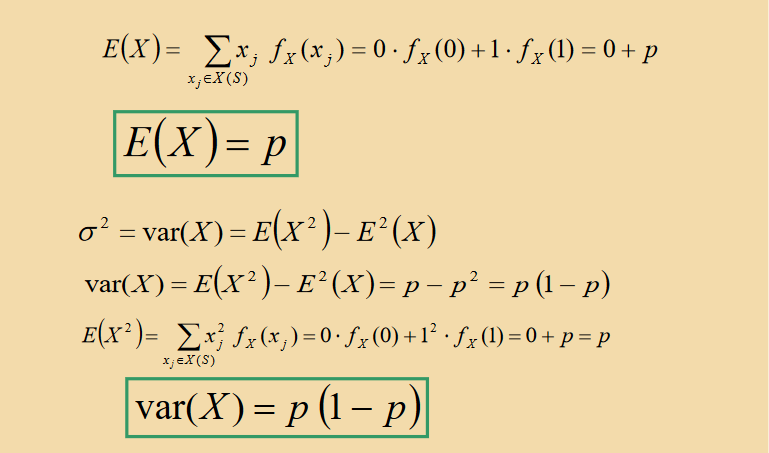 E(X) = ∑ x_j f_X(x_j) = 0 · f_X(0) + 1 · f_X(1) = 0 + p
x_j∈X(S)
E(X) = p
σ² = var(X) = E(X²) − E²(X)
var(X) = E(X²) − E²(X) = p − p² = p (1 − p)
E(X²) = ∑ x_j² f_X(x_j) = 0 · f_X(0) + 1² · f_X(1) = 0 + p = p
x_j∈X(S)
var(X) = p (1 − p)